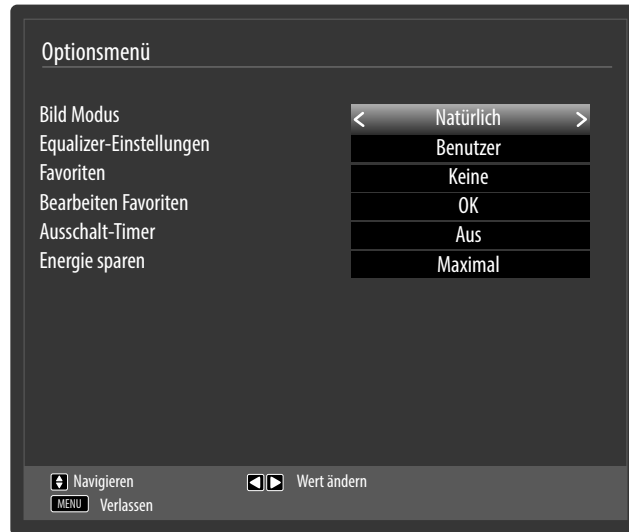 Optionsmenü
Bild Modus < Natürlich >
Equalizer-Einstellungen Benutzer
Favoriten Keine
Bearbeiten Favoriten OK
Ausschalt-Timer Aus
Energie sparen Maximal
Navigieren Wert ändern
MENU Verlassen